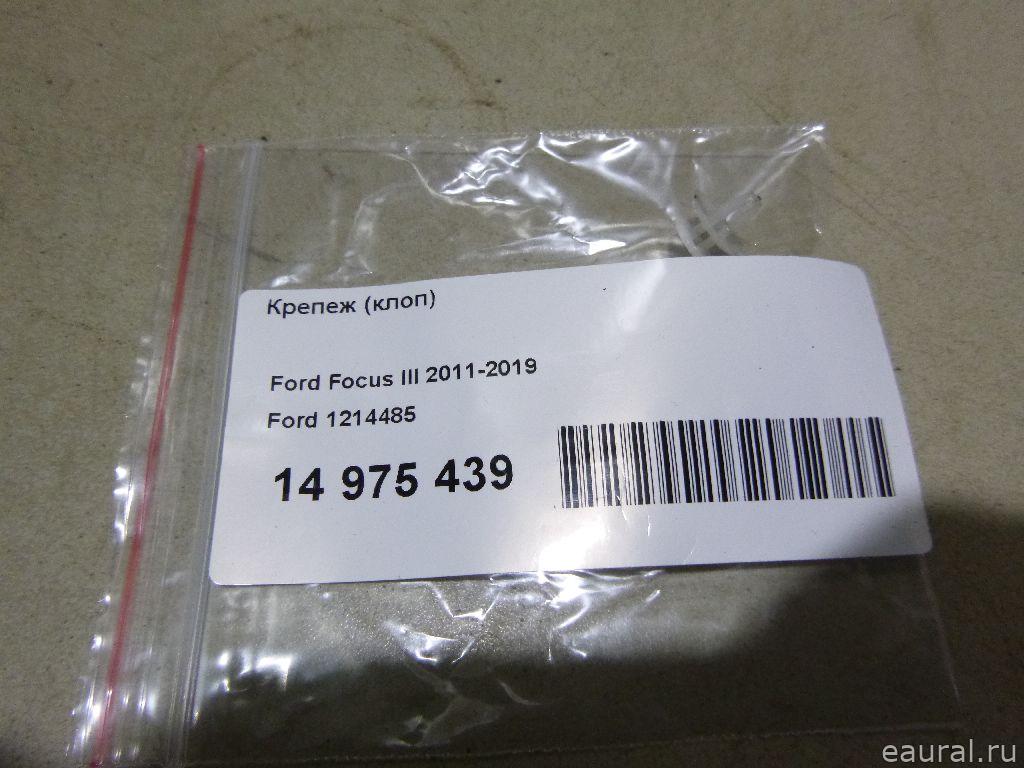 Крепеж (клоп)
Ford Focus III 2011-2019
Ford 1214485
14 975 439
eaural.ru